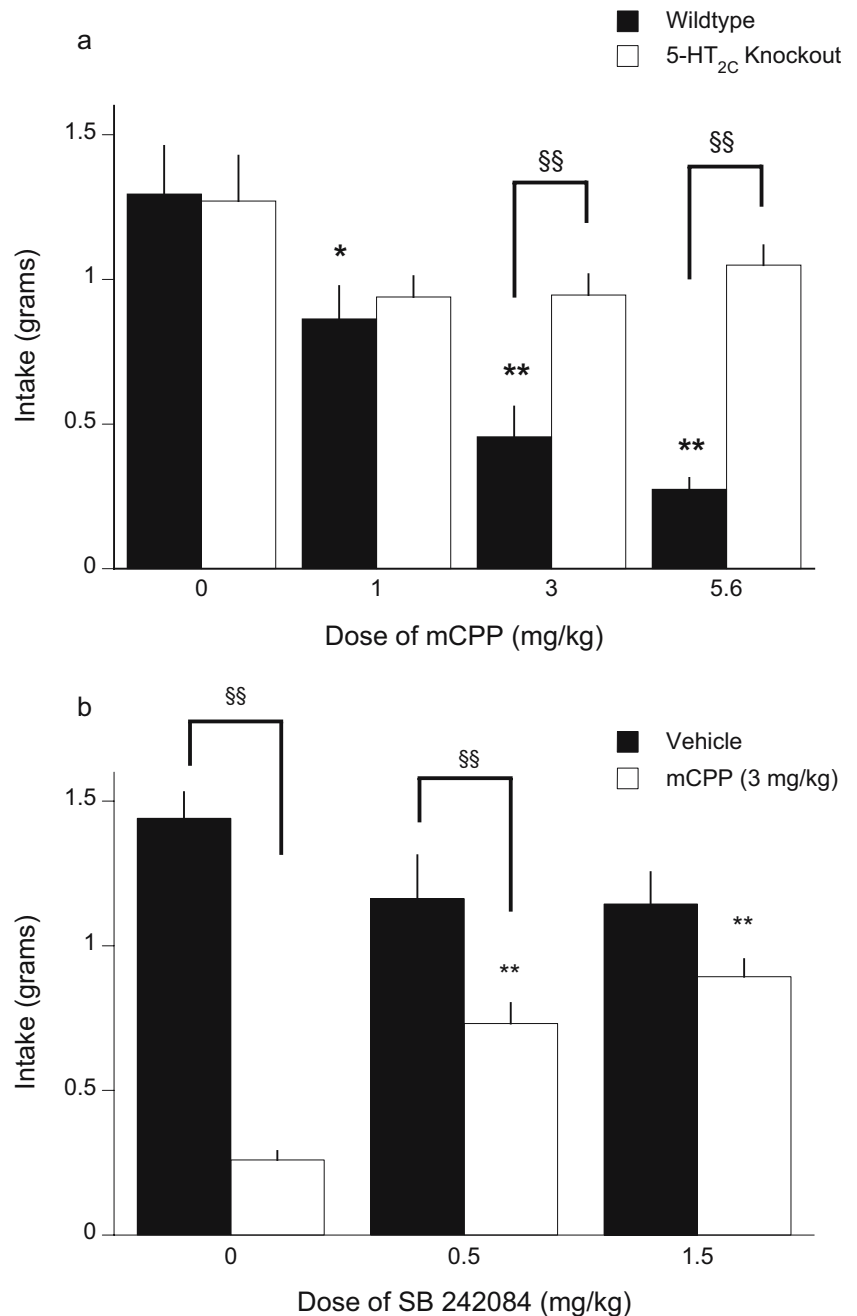 a
Wildtype
5-HT2C Knockout
1.5
1
0.5
0
Intake (grams)
*
**
**
§§
§§
0 1 3 5.6
Dose of mCPP (mg/kg)
b
Vehicle
mCPP (3 mg/kg)
§§
§§
1.5
1
0.5
0
Intake (grams)
**
**
0 0.5 1.5
Dose of SB 242084 (mg/kg)